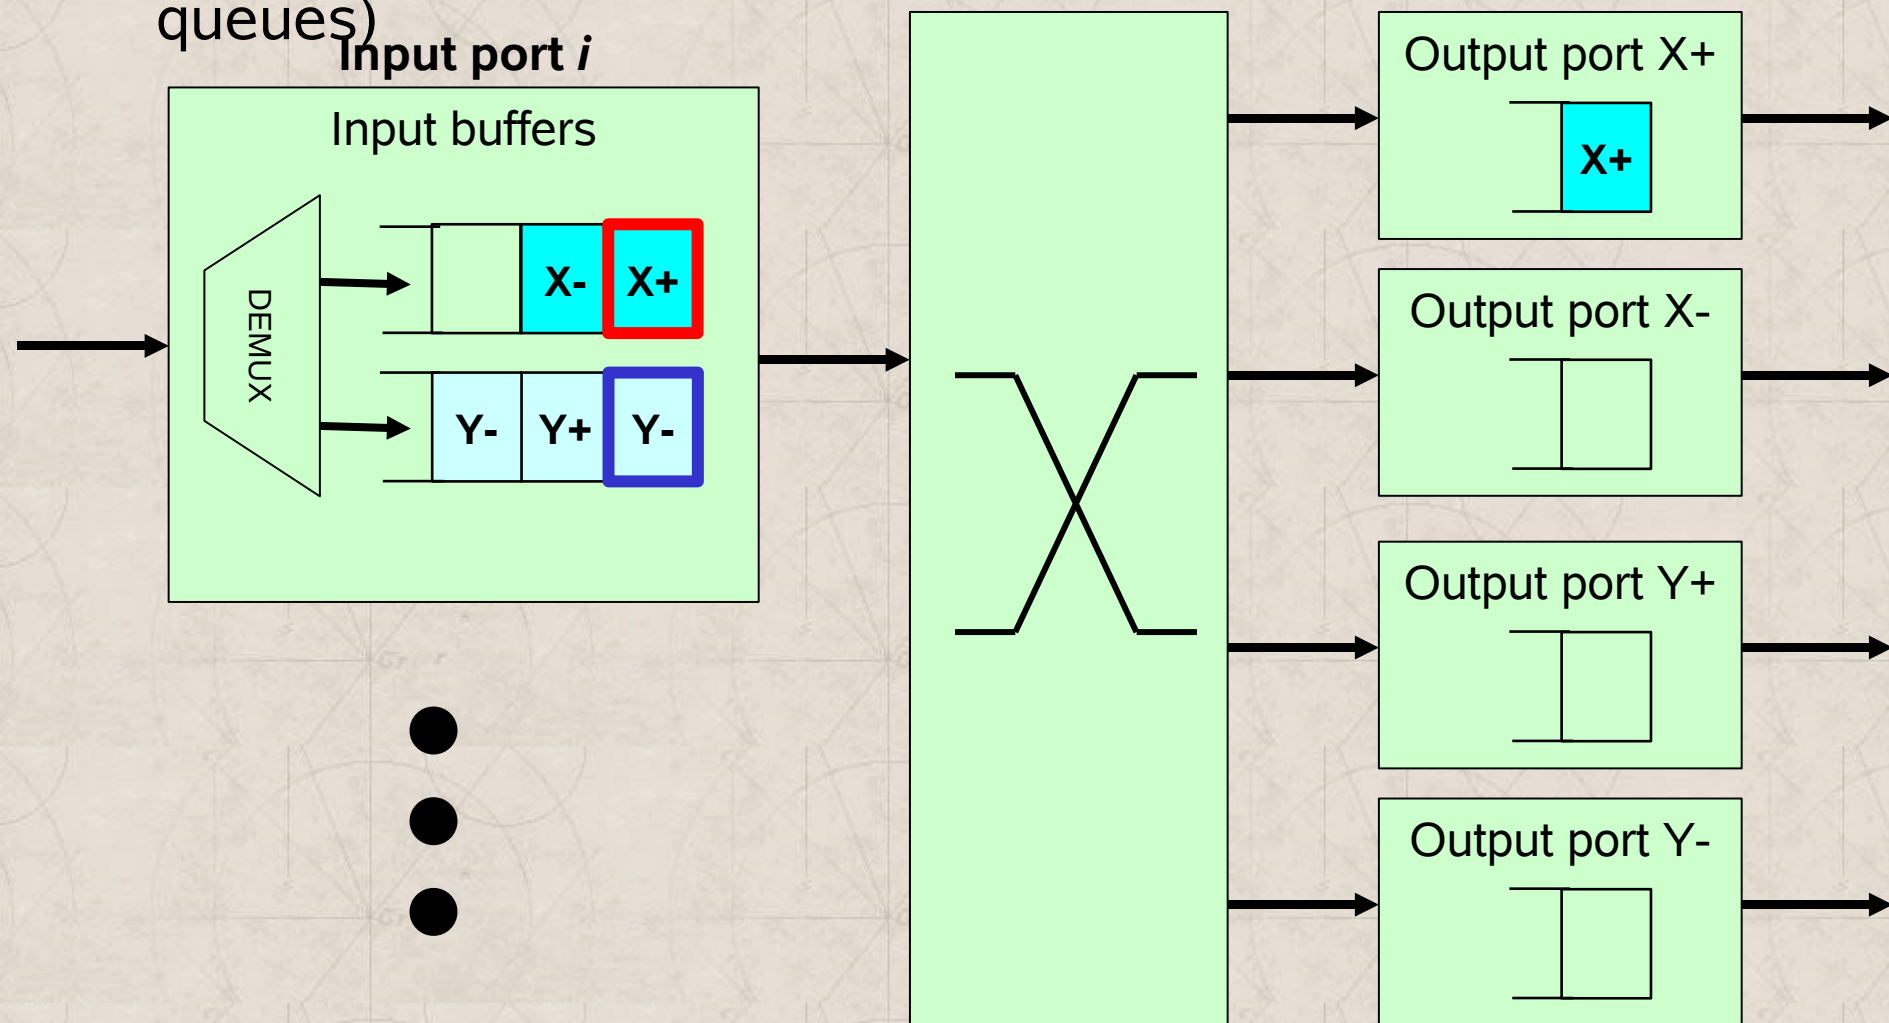 queues)
Input port i
Input buffers
DEMUX
X- X+
Y- Y+ Y-
Output port X+
X+
Output port X-
Output port Y+
Output port Y-